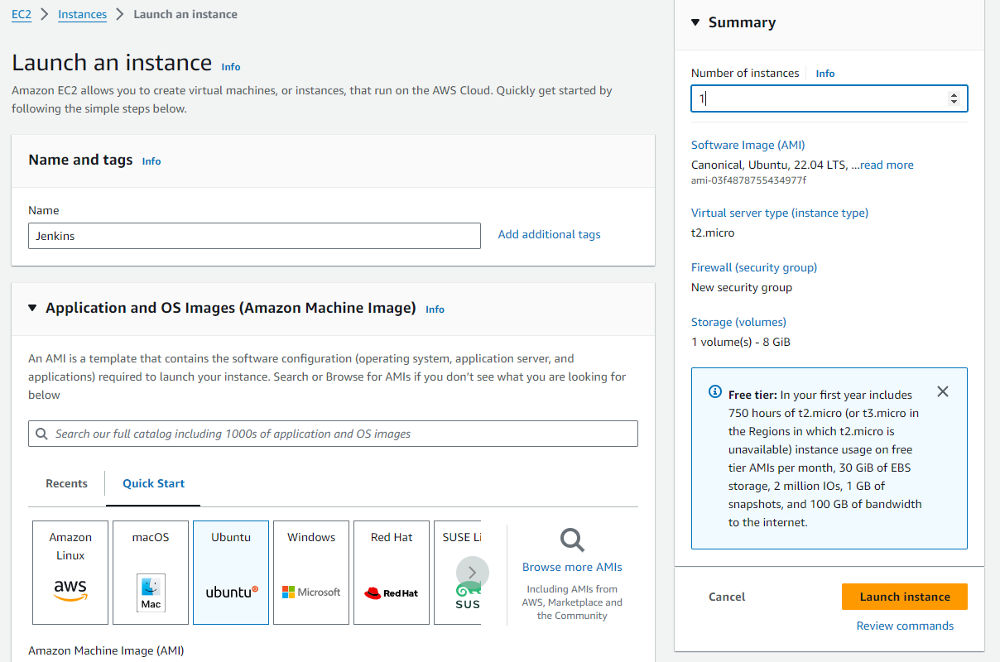 EC2 > Instances > Launch an instance
Launch an instance Info
Amazon EC2 allows you to create virtual machines, or instances, that run on the AWS Cloud. Quickly get started by
following the simple steps below.
Name and tags Info
Name
Jenkins
Add additional tags
Application and OS Images (Amazon Machine Image) Info
An AMI is a template that contains the software configuration (operating system, application server, and
applications) required to launch your instance. Search or Browse for AMIs if you don't see what you are looking for
below
Search our full catalog including 1000s of application and OS images
Recents
Quick Start
Amazon
Linux
aws
macOS
Mac
Ubuntu
ubuntu
Windows
Microsoft
Red Hat
Red Hat
SUSE Li
SUS
Browse more AMIs
Including AMIs from
AWS, Marketplace and
the Community
Amazon Machine Image (AMI)
Summary
Number of instances Info
1
Software Image (AMI)
Canonical, Ubuntu, 22.04 LTS, ...read more
ami-03f4878755434977f
Virtual server type (instance type)
t2.micro
Firewall (security group)
New security group
Storage (volumes)
1 volume(s) - 8 GiB
Free tier: In your first year includes
750 hours of t2.micro (or t3.micro in
the Regions in which t2.micro is
unavailable) instance usage on free
tier AMIs per month, 30 GiB of EBS
storage, 2 million IOs, 1 GB of
snapshots, and 100 GB of bandwidth
to the internet.
Cancel
Launch instance
Review commands